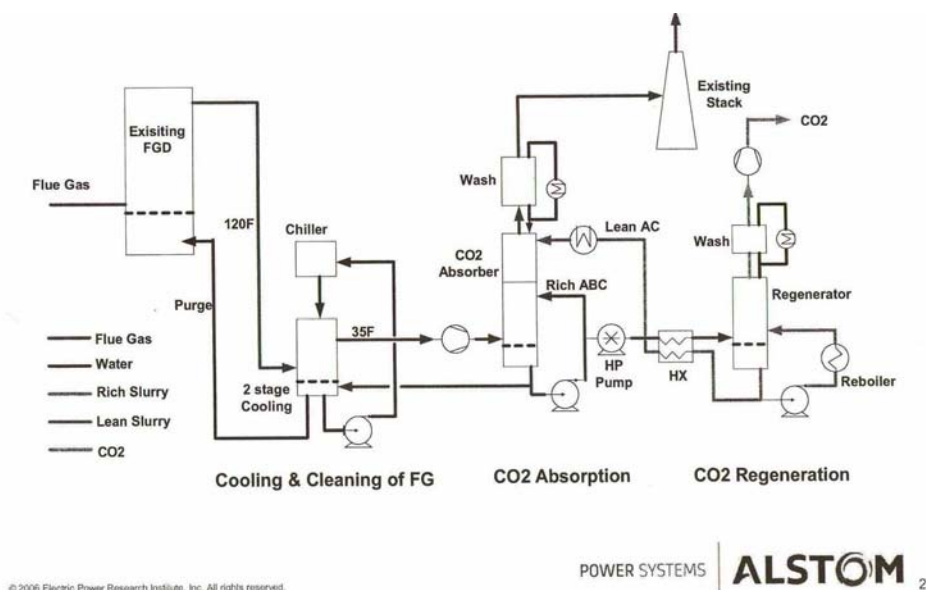 Existing
Stack
CO2
Exisiting
FGD
Flue Gas
Wash
Lean AC
120F
Chiller
CO2
Absorber
Wash
Rich ABC
Regenerator
Purge
35F
Flue Gas
Water
Rich Slurry
Lean Slurry
CO2
2 stage
Cooling
HP
Pump
HX
Reboiler
Cooling & Cleaning of FG
CO2 Absorption
CO2 Regeneration
POWER SYSTEMS
ALSTOM
2
© 2006 Electric Power Research Institute, Inc. All rights reserved.